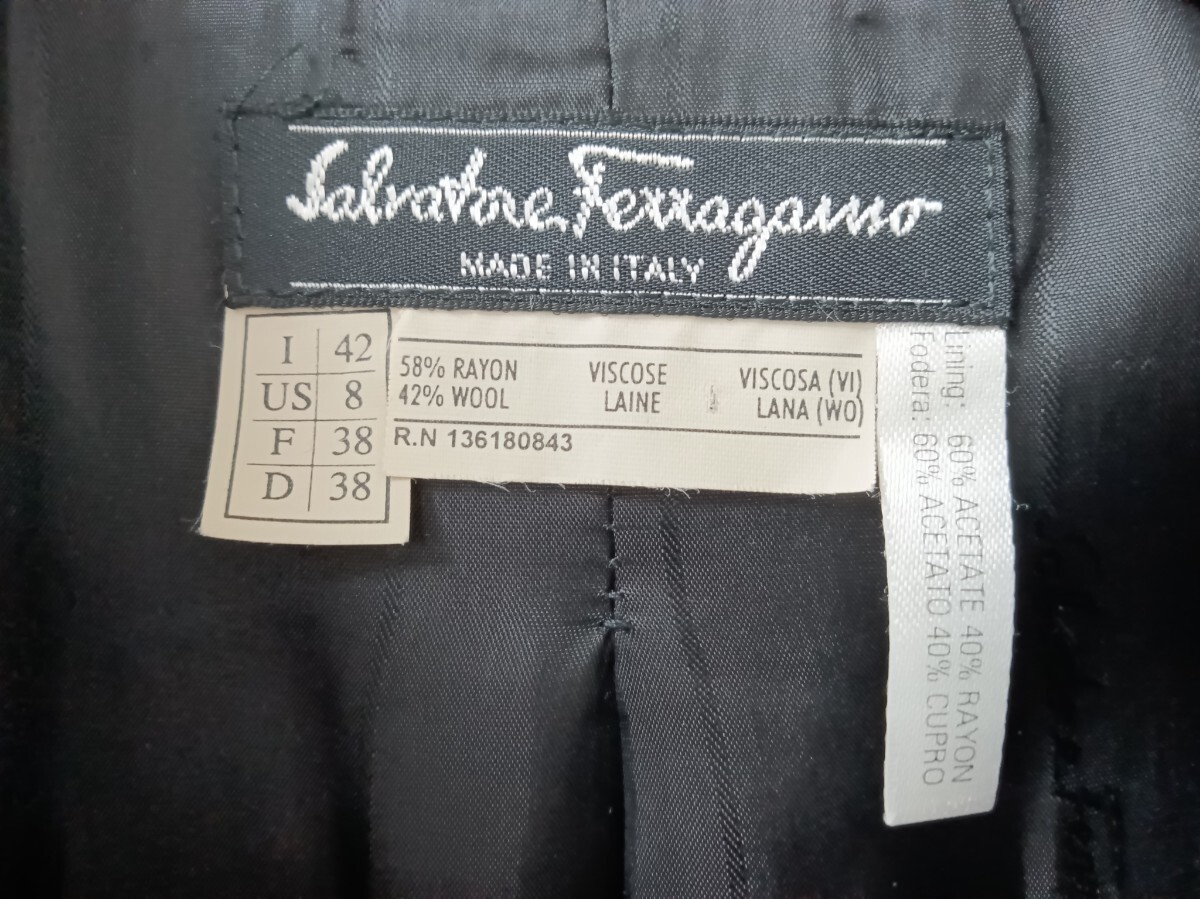 Salvatore Ferragamo
MADE IN ITALY
I 42
US 8
F 38
D 38
58% RAYON VISCOSE VISCOSA (VI)
42% WOOL LAINE LANA (WO)
R.N 136180843
Lining: 60% ACETATE 40% RAYON
Fodera: 60% ACETATO 40% CUPRO